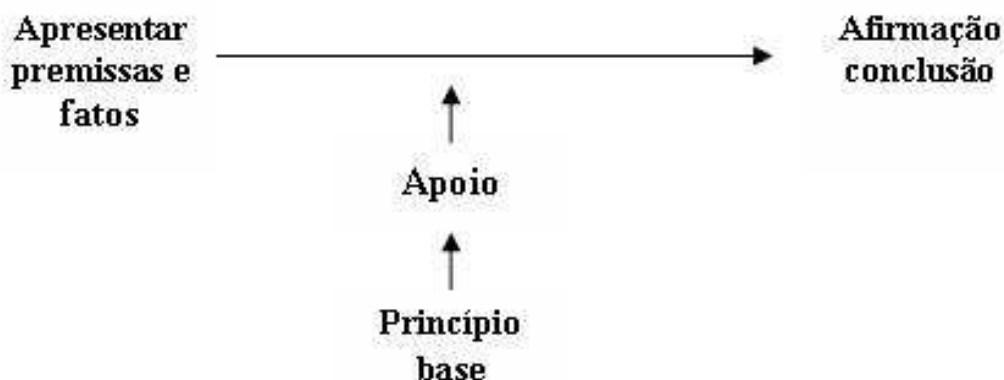 Apresentar
premissas e
fatos
Afirmação
conclusão
Apoio
Princípio
base